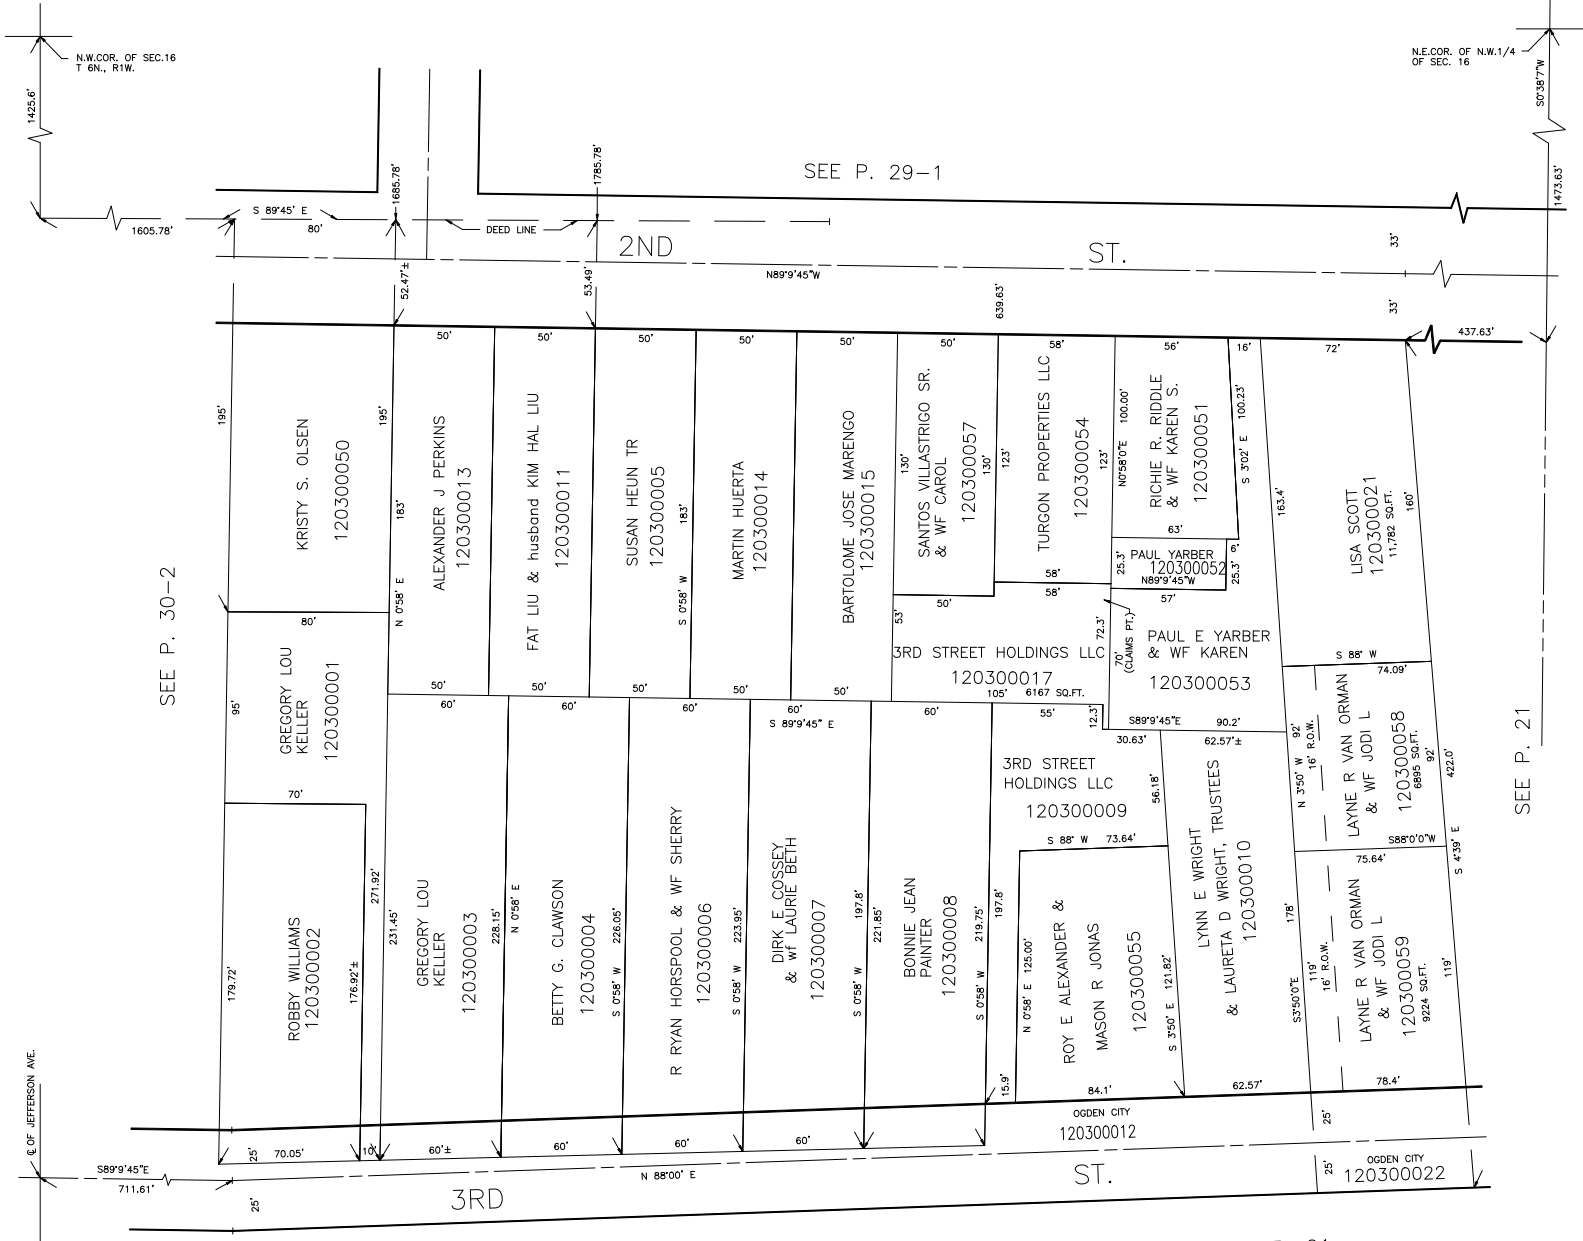 N.W.COR. OF SEC.16
T 6N., R1W.
N.E.COR. OF N.W.1/4
OF SEC. 16
1425.6'
S0°38'7"W
1473.63'
SEE P. 29-1
1685.78'
1785.78'
S 89°45' E
80'
1605.78'
DEED LINE
2ND
ST.
33'
33'
N89°9'45"W
52.47'±
53.49'
639.63'
437.63'
50'
50'
50'
50'
50'
50'
58'
56'
16'
72'
195'
195'
KRISTY S. OLSEN
120300050
80'
183'
N 0°58' E
ALEXANDER J PERKINS
120300013
50'
FAT LIU & husband KIM HAL LIU
120300011
50'
SUSAN HEUN TR
120300005
50'
183'
S 0°58' W
MARTIN HUERTA
120300014
50'
BARTOLOME JOSE MARENGO
120300015
50'
130'
SANTOS VILLASTRIGO SR.
& WF CAROL
120300057
130'
50'
123'
TURGON PROPERTIES LLC
120300054
123'
58'
58'
N0°58'0"E 100.00'
RICHIE R. RIDDLE
& WF KAREN S.
120300051
S 3°02' E 100.23'
63'
6'
25.3'
25.3'
PAUL YARBER
120300052
N89°9'45"W
57'
163.4'
LISA SCOTT
120300021
11,782 SQ.FT.
160'
SEE P. 30-2
SEE P. 21
GREGORY LOU
KELLER
120300001
95'
70'
53'
72.3'
3RD STREET HOLDINGS LLC
120300017
105'
6167 SQ.FT.
70'
(CLAIMS PT.)
PAUL E YARBER
& WF KAREN
120300053
S 88° W
74.09'
60'
60'
60'
60'
60'
55'
12.3'
S 89°9'45" E
S89°9'45"E
90.2'
30.63'
62.57'±
N 3°50' W 92'
16' R.O.W.
LAYNE R VAN ORMAN
& WF JODI L
120300058
6895 SQ.FT.
92'
422.0'
S88°0'0"W
75.64'
S 4°39' E
3RD STREET
HOLDINGS LLC
120300009
56.18'
S 88° W 73.64'
179.72'
ROBBY WILLIAMS
120300002
176.92'±
271.92'
231.45'
GREGORY LOU
KELLER
120300003
228.15'
N 0°58' E
BETTY G. CLAWSON
120300004
S 0°58' W 226.05'
R RYAN HORSPOOL & WF SHERRY
120300006
S 0°58' W 223.95'
DIRK E COSSEY
& wf LAURIE BETH
120300007
197.8'
S 0°58' W 221.85'
BONNIE JEAN
PAINTER
120300008
S 0°58' W 219.75'
197.8'
N 0°58' E 125.00'
15.9'
ROY E ALEXANDER &
MASON R JONAS
120300055
S 3°50' E 121.82'
84.1'
LYNN E WRIGHT
& LAURETA D WRIGHT, TRUSTEES
120300010
62.57'
178'
S3°50'0"E
119'
16' R.O.W.
LAYNE R VAN ORMAN
& WF JODI L
120300059
9224 SQ.FT.
119'
78.4'
℄ OF JEFFERSON AVE.
OGDEN CITY
120300012
25'
25'
70.05'
10'
60'±
60'
60'
60'
S89°9'45"E
711.61'
N 88°00' E
25'
3RD
ST.
25'
OGDEN CITY
120300022